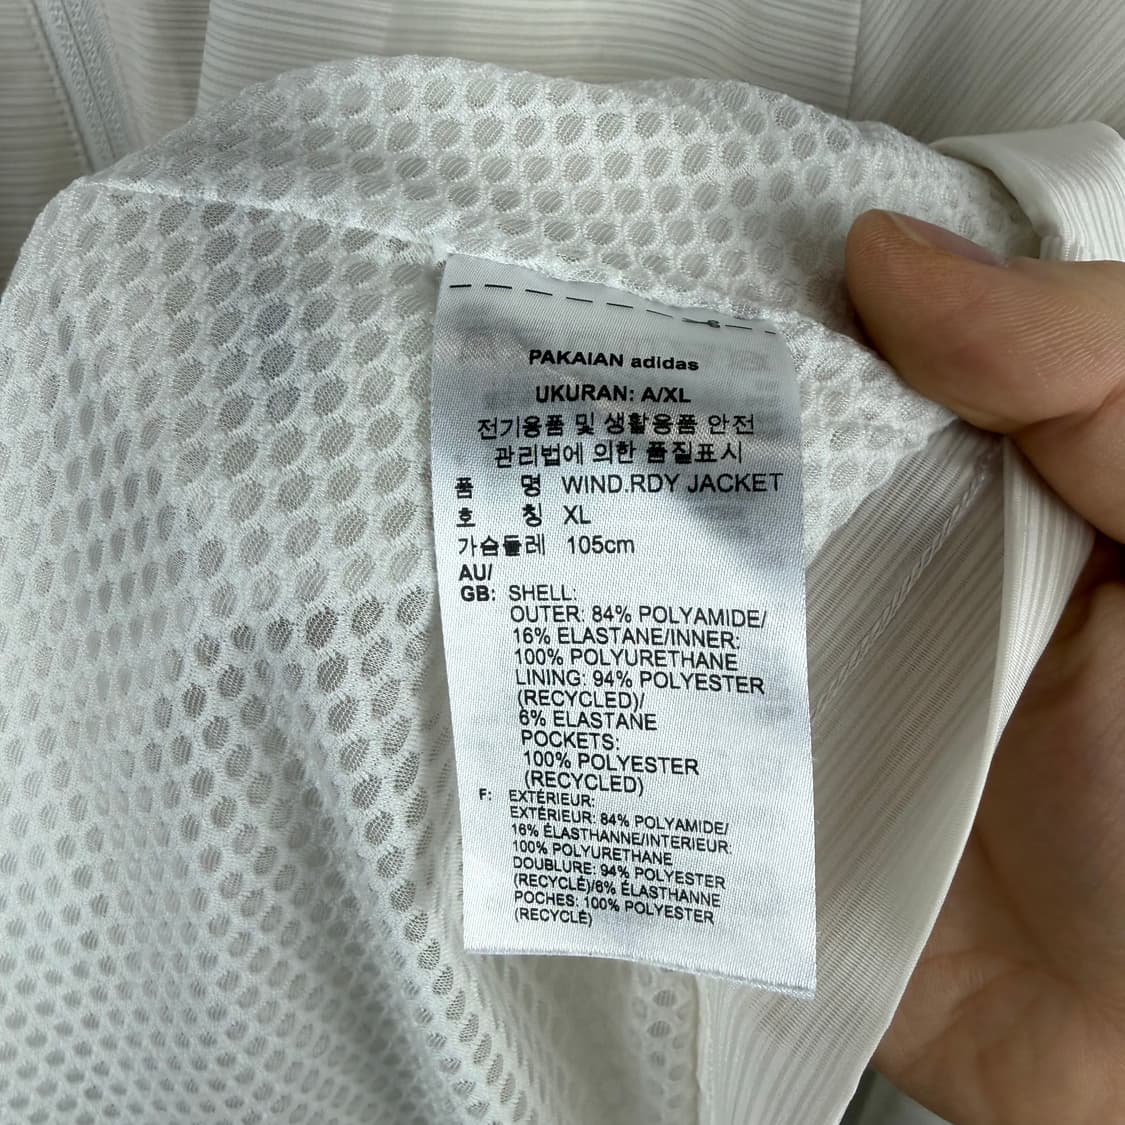 PAKAIAN adidas
UKURAN: A/XL
전기용품 및 생활용품 안전
관리법에 의한 품질표시
품 명 WIND.RDY JACKET
호 칭 XL
가슴둘레 105cm
AU/
GB: SHELL:
OUTER: 84% POLYAMIDE/
16% ELASTANE/INNER:
100% POLYURETHANE
LINING: 94% POLYESTER
(RECYCLED)/
6% ELASTANE
POCKETS:
100% POLYESTER
(RECYCLED)
F: EXTÉRIEUR:
EXTÉRIEUR: 84% POLYAMIDE/
16% ÉLASTHANNE/INTERIEUR:
100% POLYURETHANE
DOUBLURE: 94% POLYESTER
(RECYCLÉ)/6% ÉLASTHANNE
POCHES: 100% POLYESTER
(RECYCLÉ)